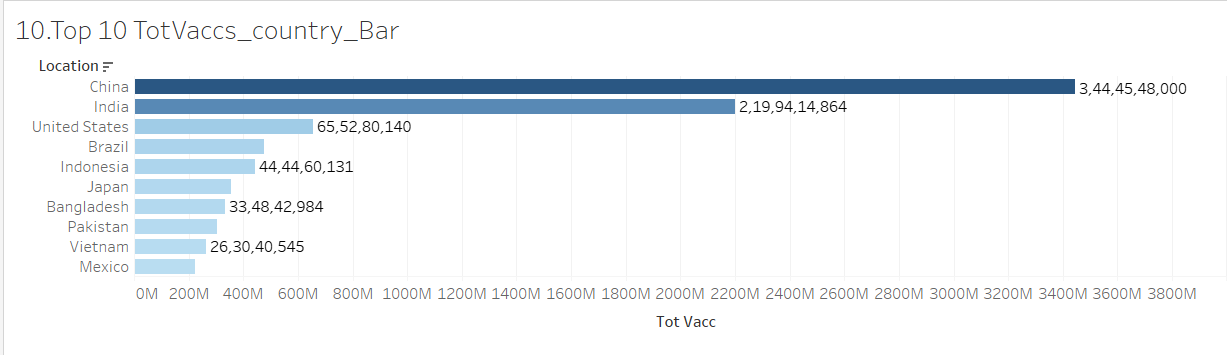 10.Top 10 TotVaccs_country_Bar
Location
China 3,44,45,48,000
India 2,19,94,14,864
United States 65,52,80,140
Brazil
Indonesia 44,44,60,131
Japan
Bangladesh 33,48,42,984
Pakistan
Vietnam 26,30,40,545
Mexico
0M 200M 400M 600M 800M 1000M 1200M 1400M 1600M 1800M 2000M 2200M 2400M 2600M 2800M 3000M 3200M 3400M 3600M 3800M
Tot Vacc